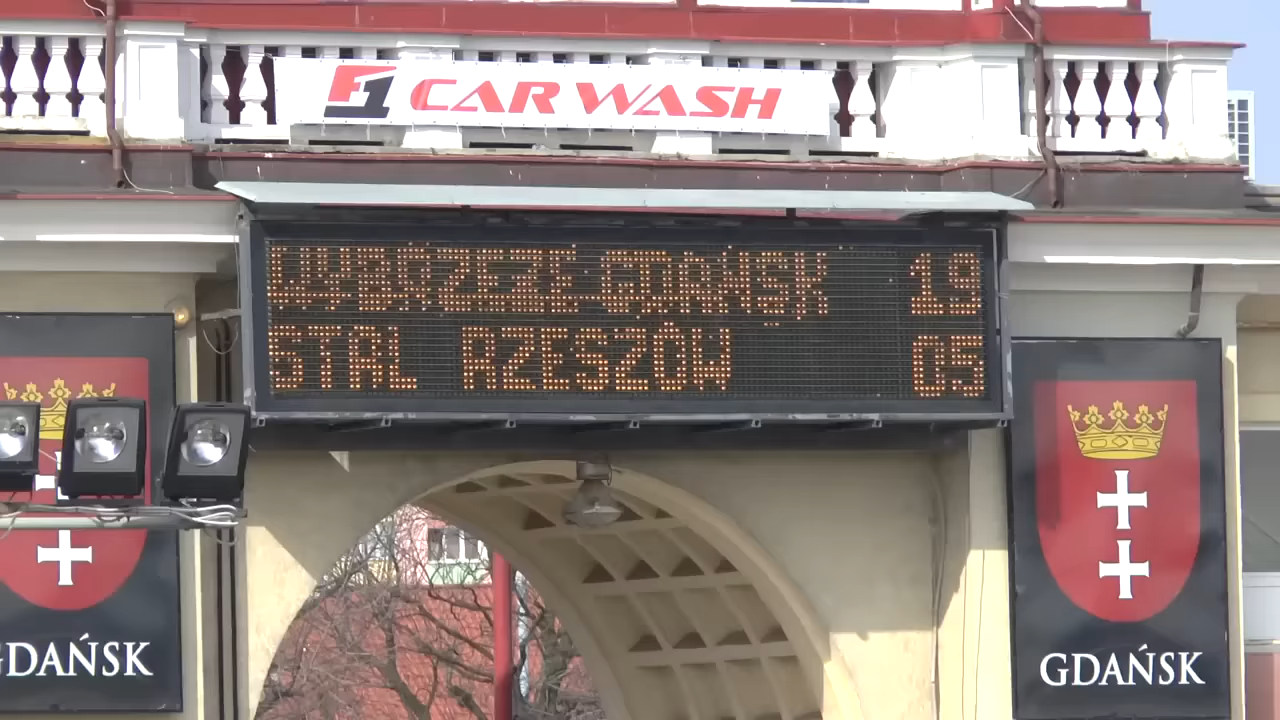 F1 CAR WASH
WYBRZEŻE GDAŃSK 19
STAL RZESZÓW 05
GDAŃSK
GDAŃSK